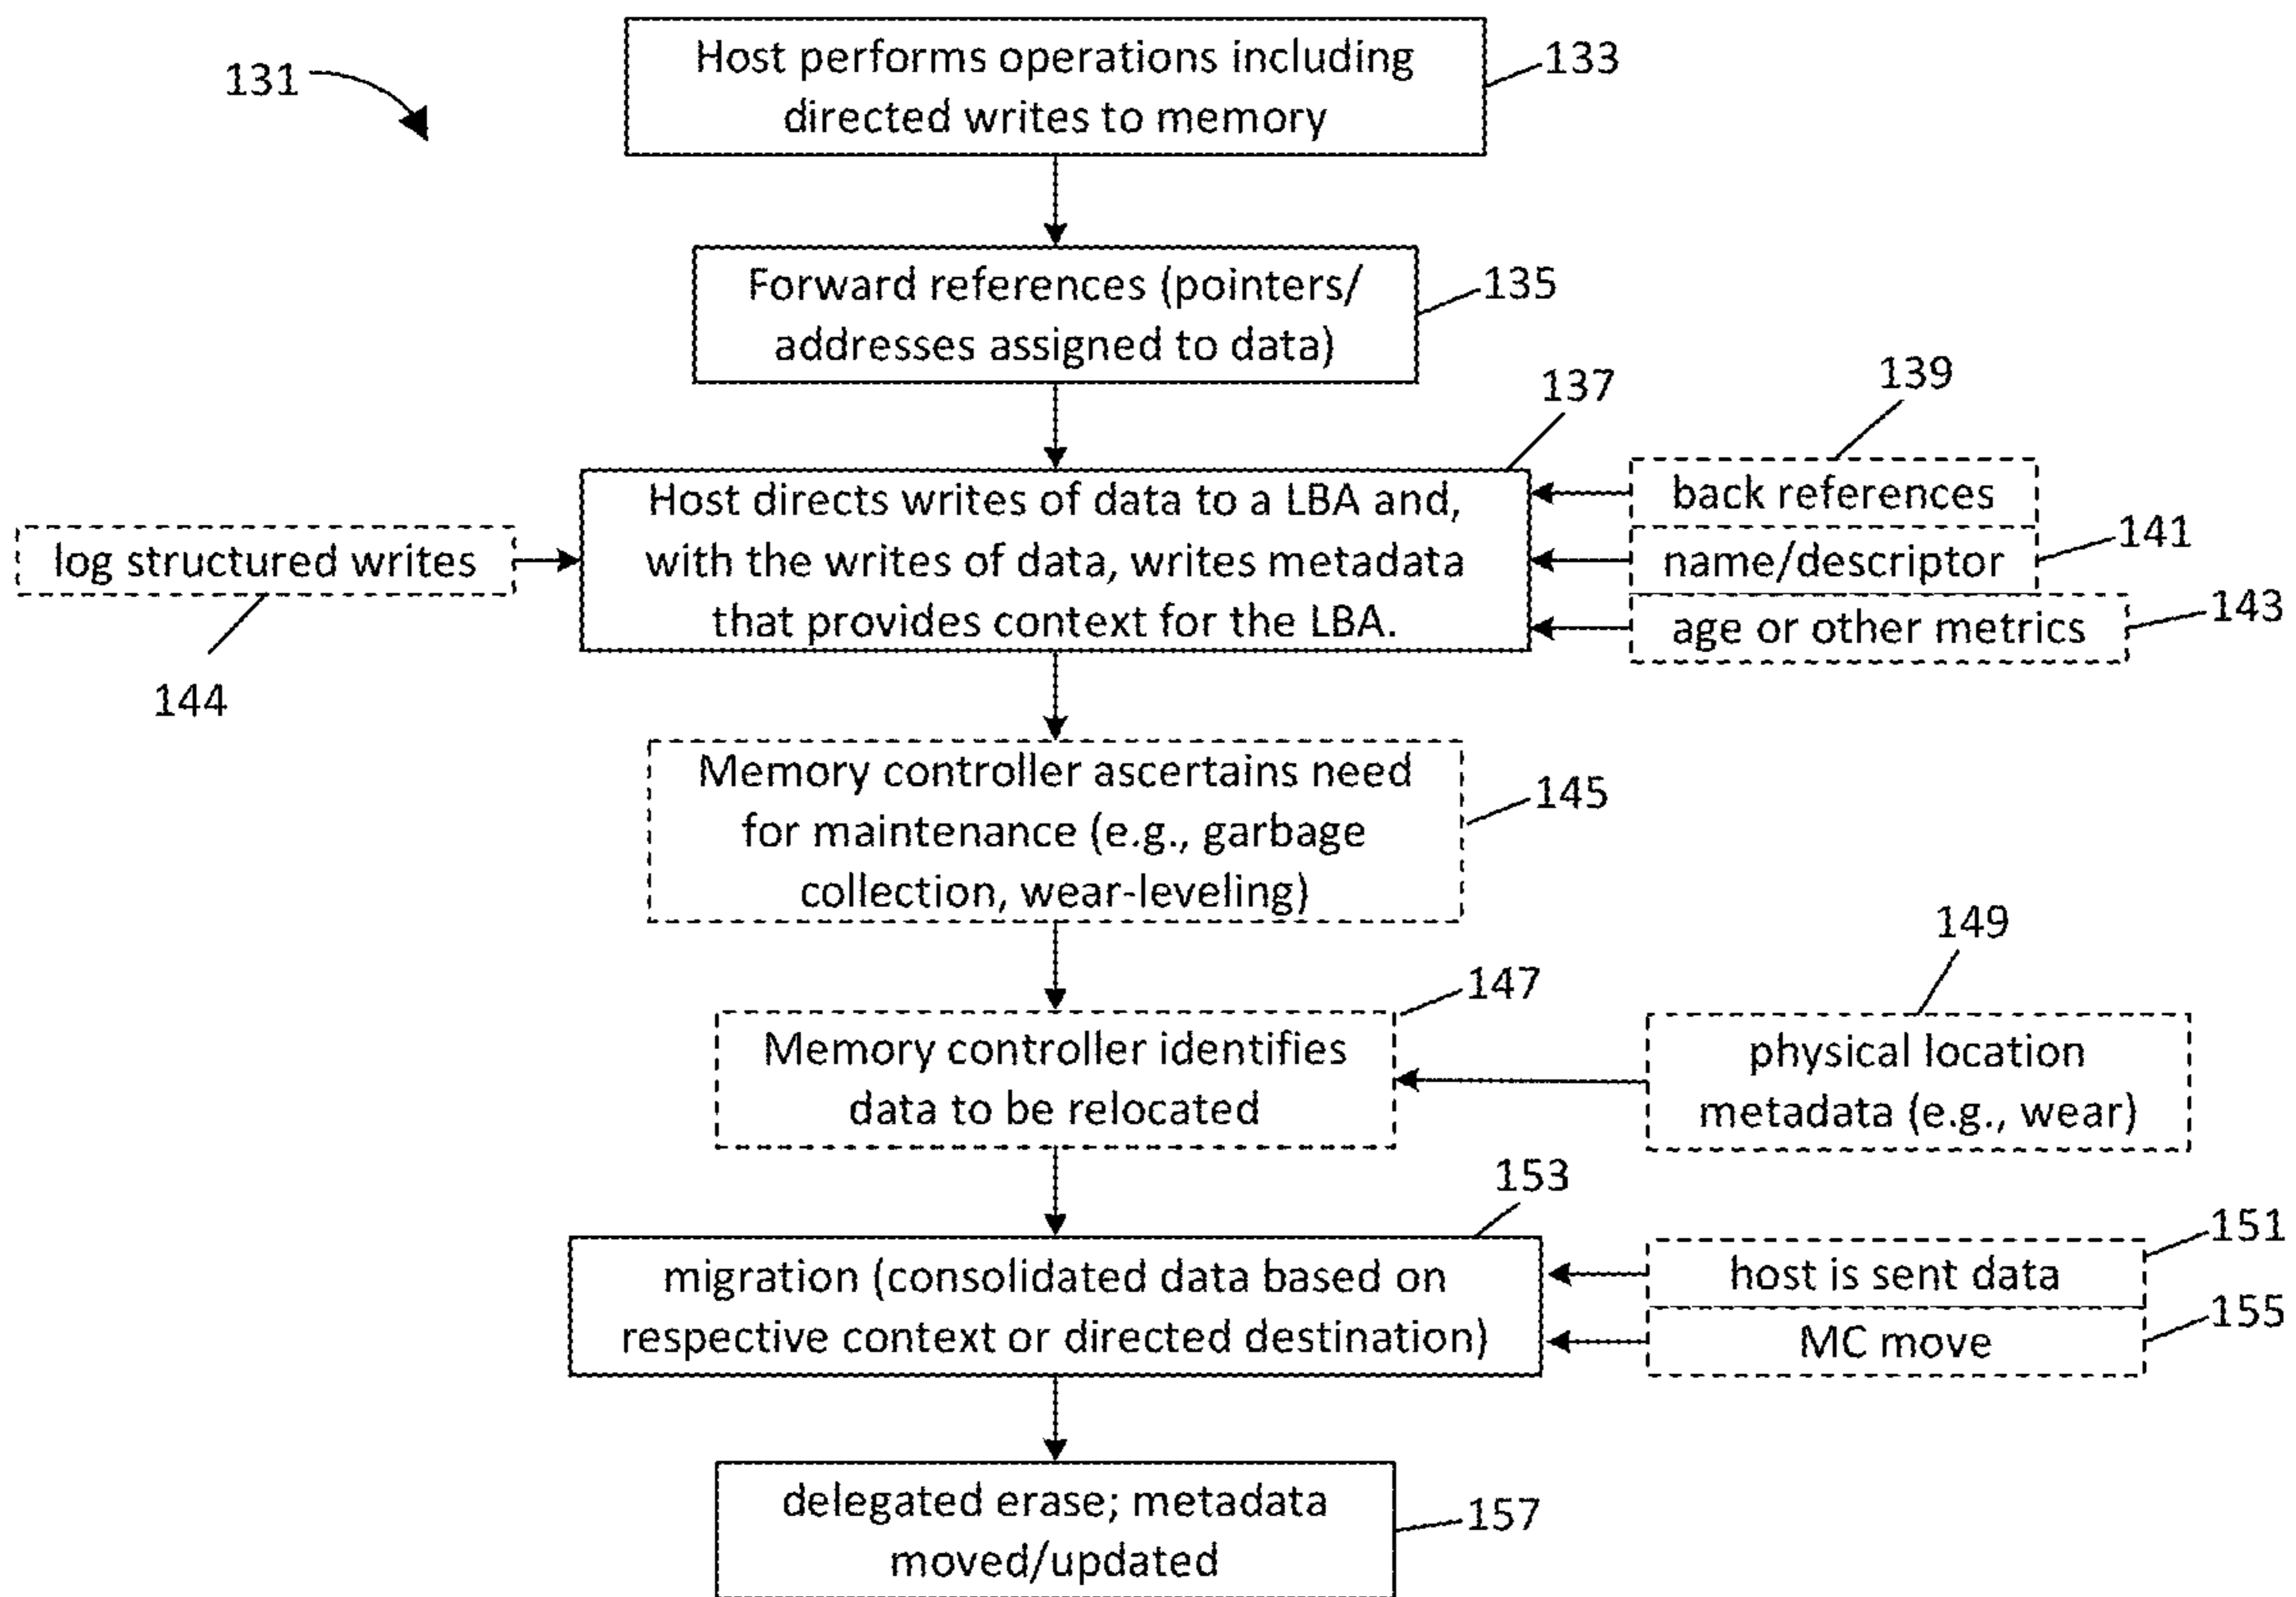 131
Host performs operations including
directed writes to memory
133
Forward references (pointers/
addresses assigned to data)
135
137
139
Host directs writes of data to a LBA and,
with the writes of data, writes metadata
that provides context for the LBA.
back references
name/descriptor
141
age or other metrics
143
log structured writes
144
Memory controller ascertains need
for maintenance (e.g., garbage
collection, wear-leveling)
145
147
149
Memory controller identifies
data to be relocated
physical location
metadata (e.g., wear)
153
151
migration (consolidated data based on
respective context or directed destination)
host is sent data
MC move
155
delegated erase; metadata
moved/updated
157